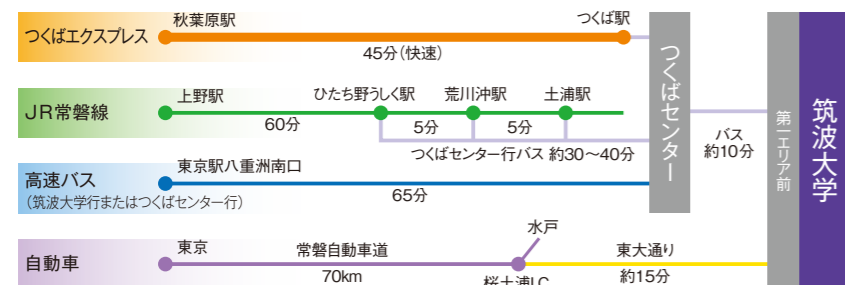 つくばエクスプレス
秋葉原駅
つくば駅
45分(快速)
JR常磐線
上野駅
ひたち野うしく駅
荒川沖駅
土浦駅
60分
5分
5分
つくばセンター行バス 約30〜40分
高速バス
(筑波大学行またはつくばセンター行)
東京駅八重洲南口
65分
自動車
東京
常磐自動車道
70km
水戸
桜土浦I.C
東大通り
約15分
つくばセンター
バス
約10分
第一エリア前
筑波大学